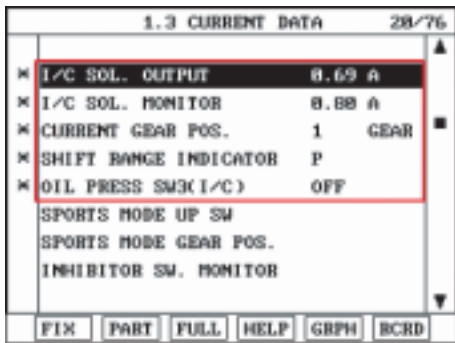 1.3 CURRENT DATA 20/76
× I/C SOL. OUTPUT 0.69 A
× I/C SOL. MONITOR 0.80 A
× CURRENT GEAR POS. 1 GEAR
× SHIFT RANGE INDICATOR P
× OIL PRESS SW3(I/C) OFF
SPORTS MODE UP SW
SPORTS MODE GEAR POS.
INHIBITOR SW. MONITOR
FIX PART FULL HELP GRPH RCRD